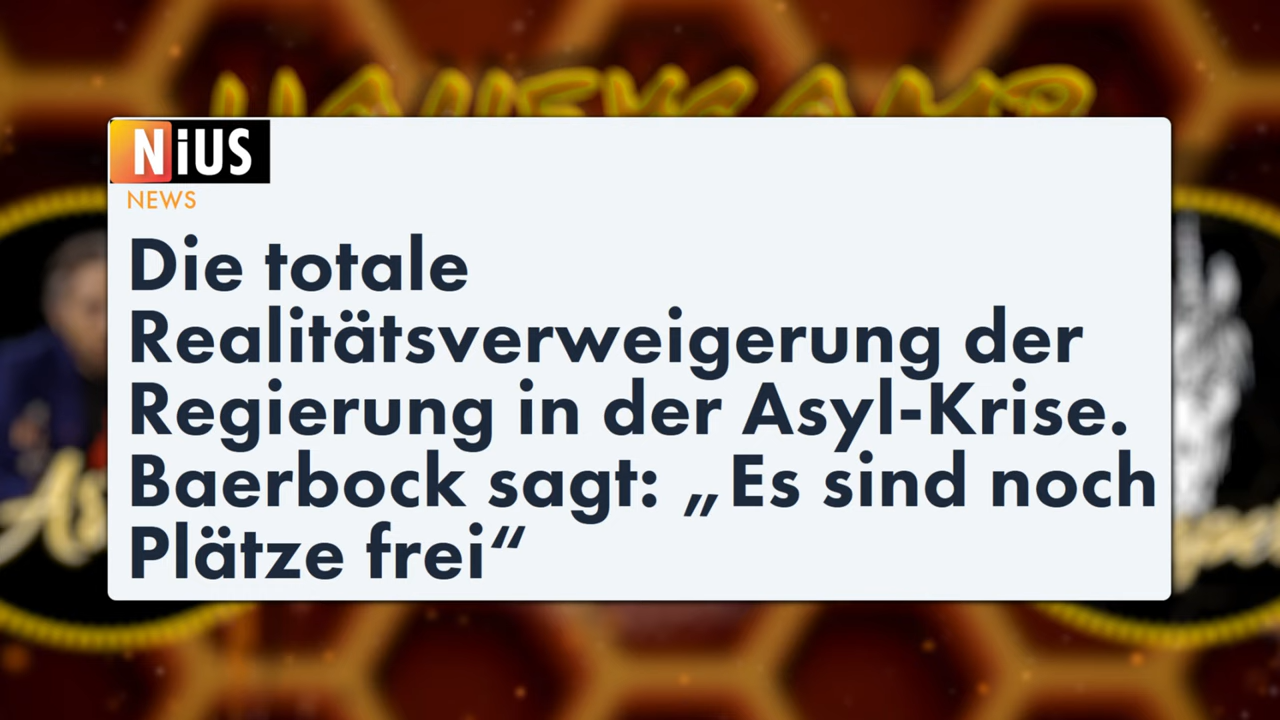 NiUS
NEWS
Die totale
Realitätsverweigerung der
Regierung in der Asyl-Krise.
Baerbock sagt: „Es sind noch
Plätze frei“